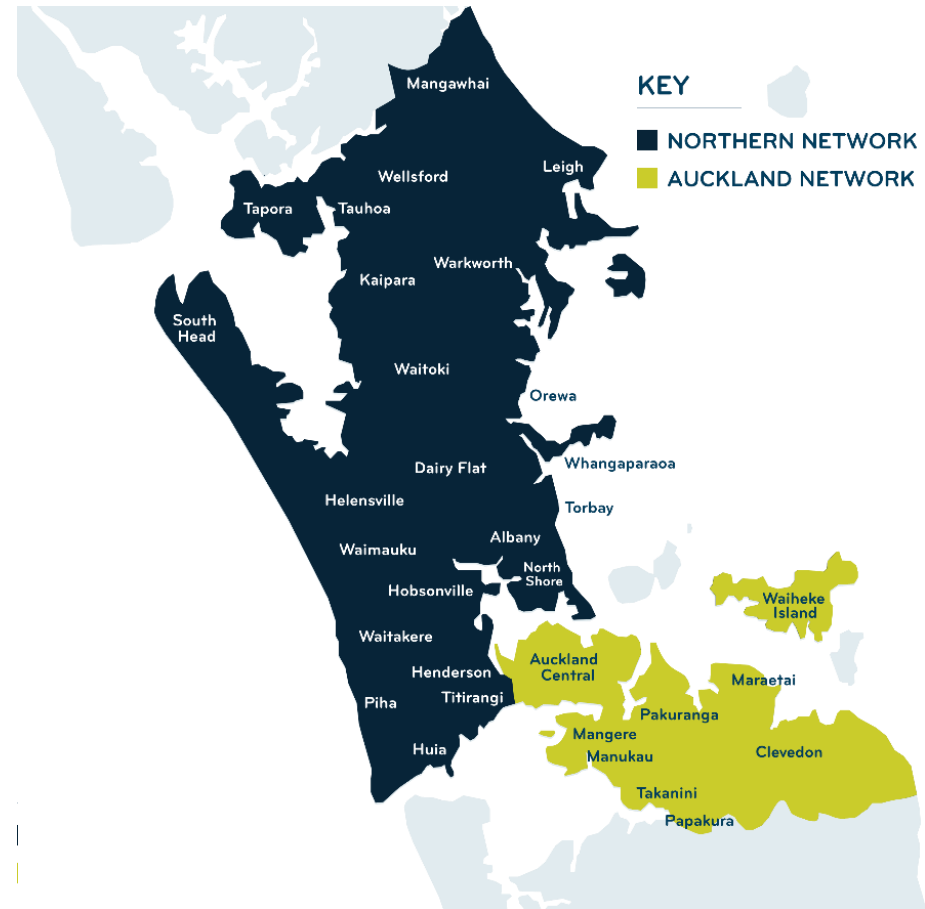 Mangawhai
KEY
NORTHERN NETWORK
AUCKLAND NETWORK
Leigh
Wellsford
Tapora
Tauhoa
Warkworth
Kaipara
South
Head
Waitoki
Orewa
Whangaparaoa
Dairy Flat
Helensville
Torbay
Albany
Waimauku
North
Shore
Hobsonville
Waiheke
Island
Waitakere
Auckland
Central
Henderson
Maraetai
Titirangi
Piha
Pakuranga
Mangere
Huia
Manukau
Clevedon
Takanini
Papakura